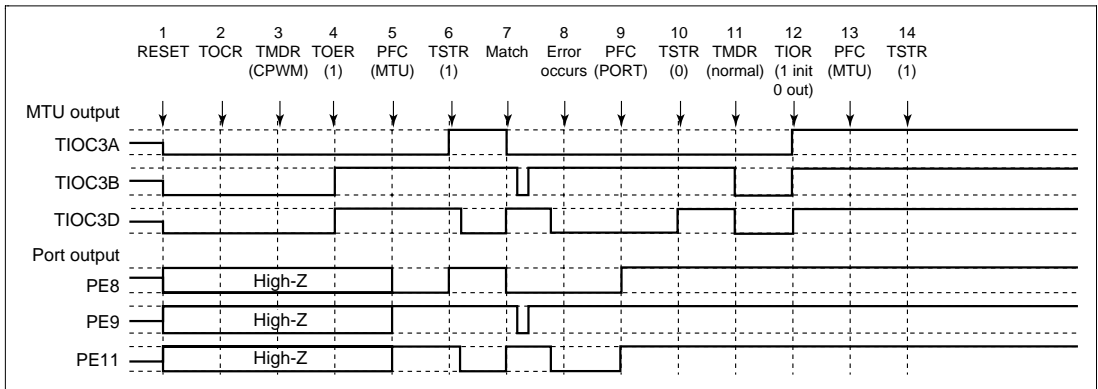 1 2 3 4 5 6 7 8 9 10 11 12 13 14
RESET TOCR TMDR TOER PFC TSTR Match Error PFC TSTR TMDR TIOR PFC TSTR
(CPWM) (1) (MTU) (1) occurs (PORT) (0) (normal) (1 init (MTU) (1)
0 out)
MTU output
TIOC3A
TIOC3B
TIOC3D
Port output
PE8 High-Z
PE9 High-Z
PE11 High-Z